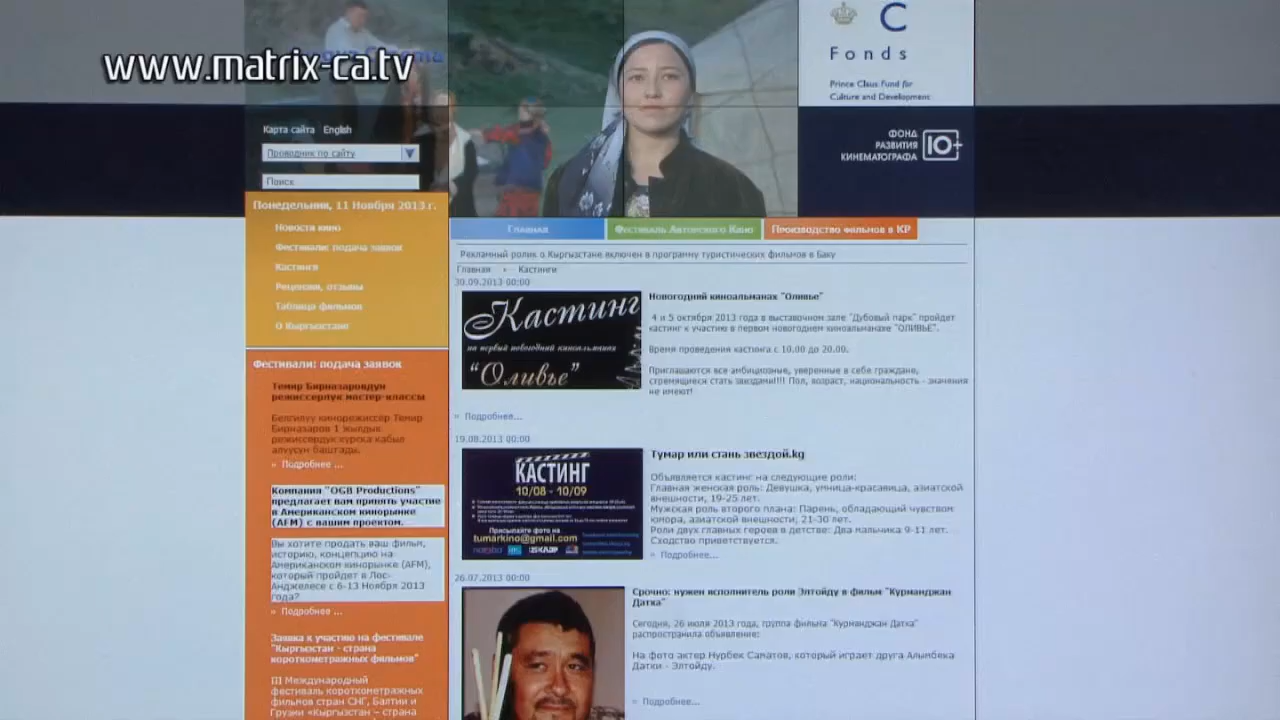 www.matrix-ca.tv
C
Fonds
Prince Claus Fund for
Culture and Development
ФОНД
РАЗВИТИЯ
КИНЕМАТОГРАФА
10+
Карта сайта English
Проводник по сайту
Поиск
Понедельник, 11 Ноября 2013 г.
Новости кино
Фестивали: подача заявок
Кастинги
Рецензии, отзывы
Таблица фильмов
О Кыргызстане
Фестивали: подача заявок
Темир Бирназаровдун
режиссерлук мастер-классы
Белгилуу кинорежиссер Темир
Бирназаров 1 жылдык
режиссердук курска кабыл
алуусун баштады.
» Подробнее ...
Компания "OGB Productions"
предлагает вам принять участие
в Американском кинорынке
(AFM) с вашим проектом.
Вы хотите продать ваш фильм,
историю, концепцию на
Американском кинорынке (AFM),
который пройдет в Лос-
Анджелесе с 6-13 Ноября 2013
года?
» Подробнее ...
Заявка к участию на фестивале
"Кыргызстан - страна
короткометражных фильмов"
III Международный
фестиваль короткометражных
фильмов стран СНГ, Балтии и
Грузии «Кыргызстан – страна
Главная
Фестиваль Авторского Кино
Производство фильмов в КР
Рекламный ролик о Кыргызстане включен в программу туристических фильмов в Баку
Главная » Кастинги
30.09.2013 00:00
Кастинг
на первый новогодний киноальманах
"Оливье"
Новогодний киноальманах "Оливье"
4 и 5 октября 2013 года в выставочном зале "Дубовый парк" пройдет
кастинг к участию в первом новогоднем киноальманахе "ОЛИВЬЕ".
Время проведения кастинга с 10.00 до 20.00.
Приглашаются все амбициозные, уверенные в себе граждане,
стремящиеся стать звездами!!!! Пол, возраст, национальность - значения
не имеют!
» Подробнее...
19.08.2013 00:00
КАСТИНГ
10/08 - 10/09
Присылайте фото на
tumarkino@gmail.com
Тумар или стань звездой.kg
Объявляется кастинг на следующие роли:
Главная женская роль: Девушка, умница-красавица, азиатской
внешности, 19-25 лет.
Мужская роль второго плана: Парень, обладающий чувством
юмора, азиатской внешности, 21-30 лет.
Роли двух главных героев в детстве: Два мальчика 9-11 лет.
Сходство приветствуется.
» Подробнее...
26.07.2013 00:00
Срочно: нужен исполнитель роли Элтойду в фильм "Курманджан
Датка"
Сегодня, 26 июля 2013 года, группа фильма "Курманджан Датка"
распространила объявление:
На фото актер Нурбек Саматов, который играет друга Алымбека
Датки - Элтойду.
» Подробнее...